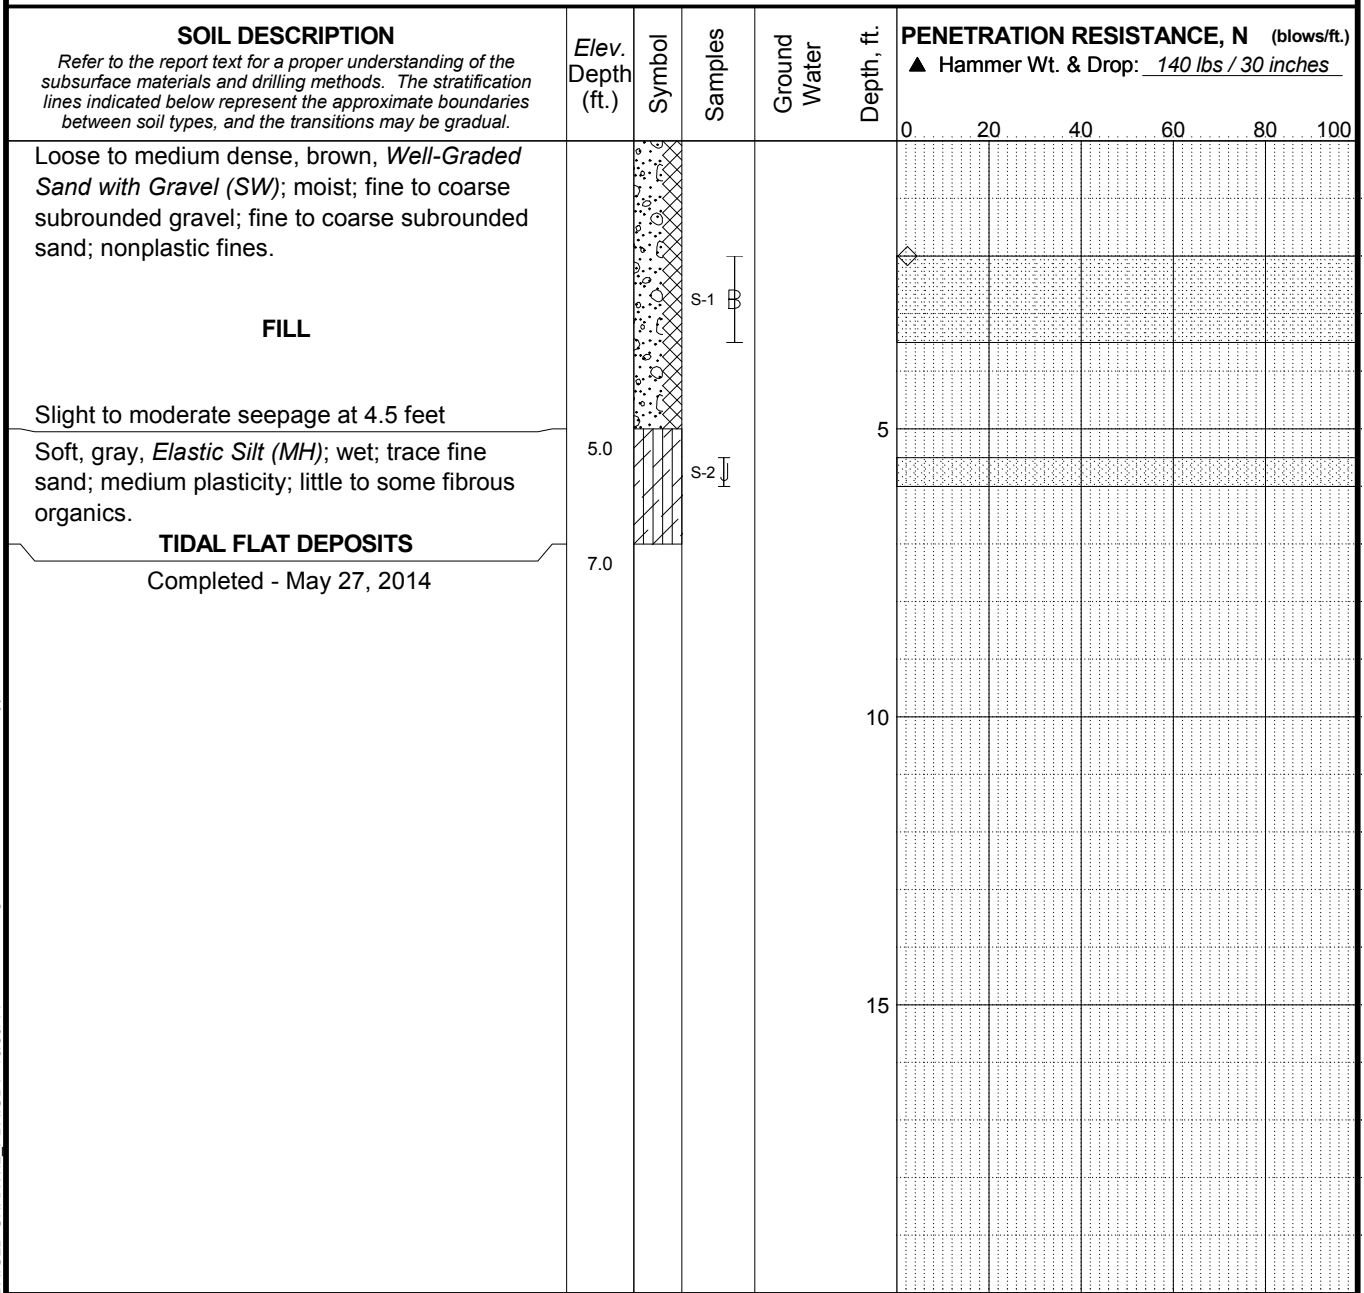 SOIL DESCRIPTION
Refer to the report text for a proper understanding of the
subsurface materials and drilling methods. The stratification
lines indicated below represent the approximate boundaries
between soil types, and the transitions may be gradual.
Elev.
Depth
(ft.)
Symbol
Samples
Ground
Water
Depth, ft.
PENETRATION RESISTANCE, N (blows/ft.)
▲ Hammer Wt. & Drop: 140 lbs / 30 inches
0 20 40 60 80 100
Loose to medium dense, brown, Well-Graded
Sand with Gravel (SW); moist; fine to coarse
subrounded gravel; fine to coarse subrounded
sand; nonplastic fines.
S-1 B
FILL
Slight to moderate seepage at 4.5 feet
5
Soft, gray, Elastic Silt (MH); wet; trace fine
sand; medium plasticity; little to some fibrous
organics.
5.0
S-2 J
TIDAL FLAT DEPOSITS
7.0
Completed - May 27, 2014
10
15